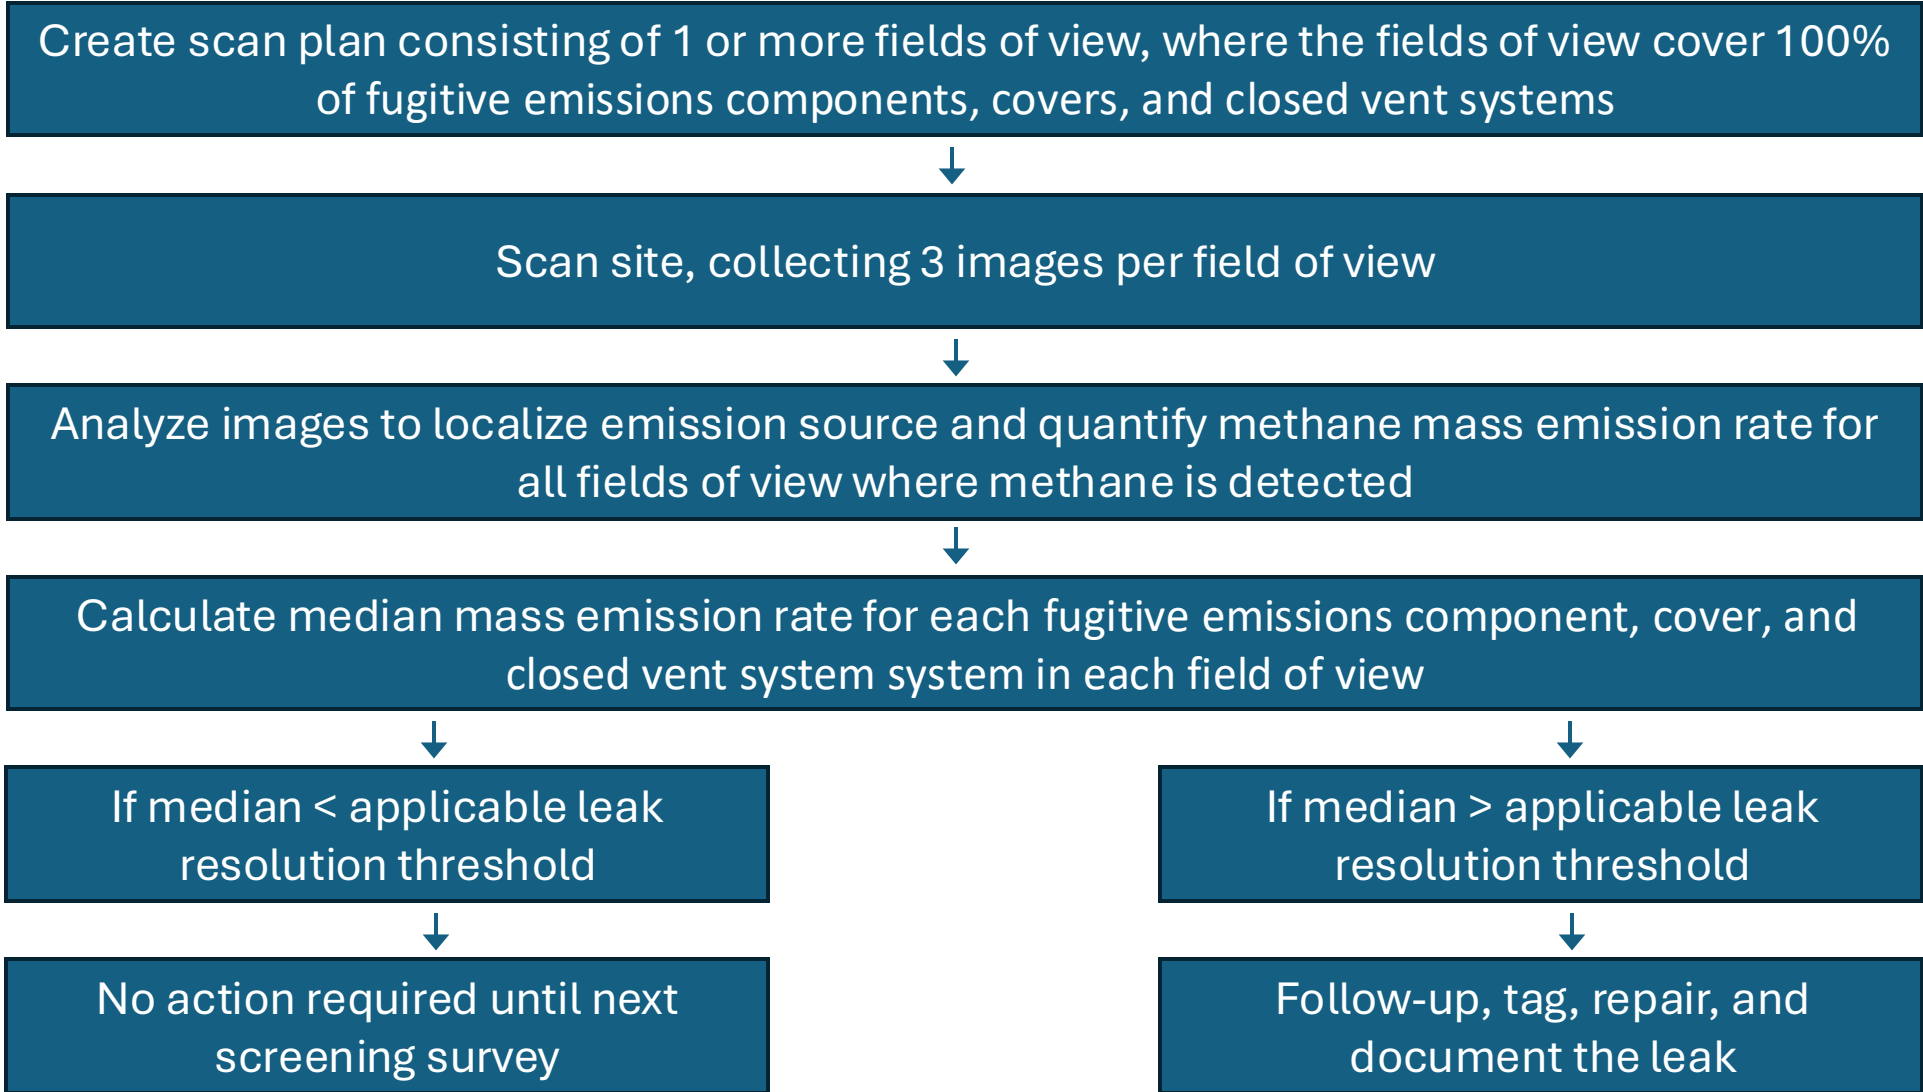 Create scan plan consisting of 1 or more fields of view, where the fields of view cover 100%
of fugitive emissions components, covers, and closed vent systems
Scan site, collecting 3 images per field of view
Analyze images to localize emission source and quantify methane mass emission rate for
all fields of view where methane is detected
Calculate median mass emission rate for each fugitive emissions component, cover, and
closed vent system system in each field of view
If median < applicable leak
resolution threshold
If median > applicable leak
resolution threshold
No action required until next
screening survey
Follow-up, tag, repair, and
document the leak